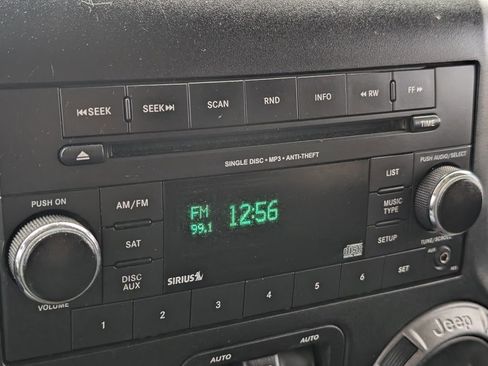 SEEK SEEK SCAN RND INFO RW FF
TIME
SINGLE DISC • MP3 • ANTI-THEFT
PUSH AUDIO/SELECT
PUSH ON
AM/FM
LIST
FM 12:56
99.1
MUSIC
TYPE
SAT
SETUP
TUNE/SCROLL
DISC
AUX
SIRIUS
VOLUME
AUX
1 2 3 4 5 6 SET
AUTO AUTO
Jeep